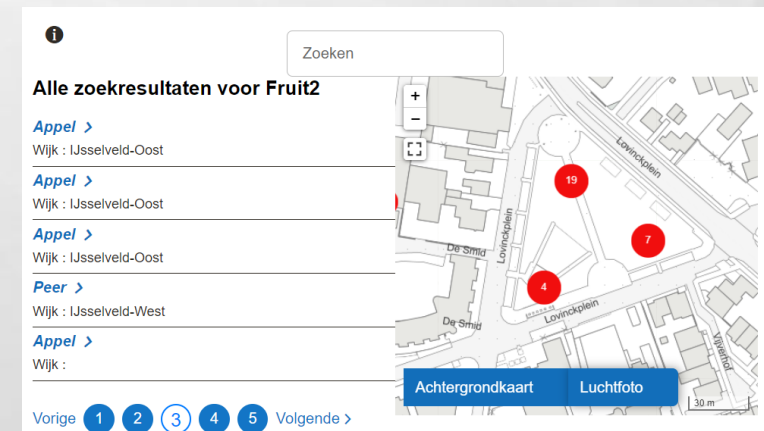 Zoeken
Alle zoekresultaten voor Fruit2
Appel >
Wijk : IJsselveld-Oost
Appel >
Wijk : IJsselveld-Oost
Appel >
Wijk : IJsselveld-Oost
Peer >
Wijk : IJsselveld-West
Appel >
Wijk :
Vorige 1 2 3 4 5 Volgende >
+
−
Lovinckplein
19
7
De Smid
Lovinckplein
4
Lovinckplein
De Smid
Vijverhof
Achtergrondkaart Luchtfoto
30 m